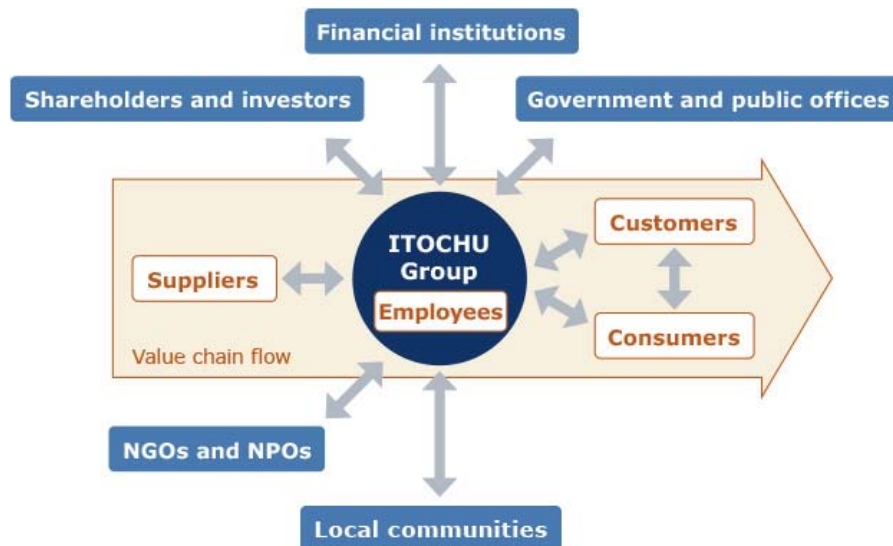 Financial institutions
Shareholders and investors
Government and public offices
ITOCHU
Group
Employees
Suppliers
Customers
Consumers
Value chain flow
NGOs and NPOs
Local communities